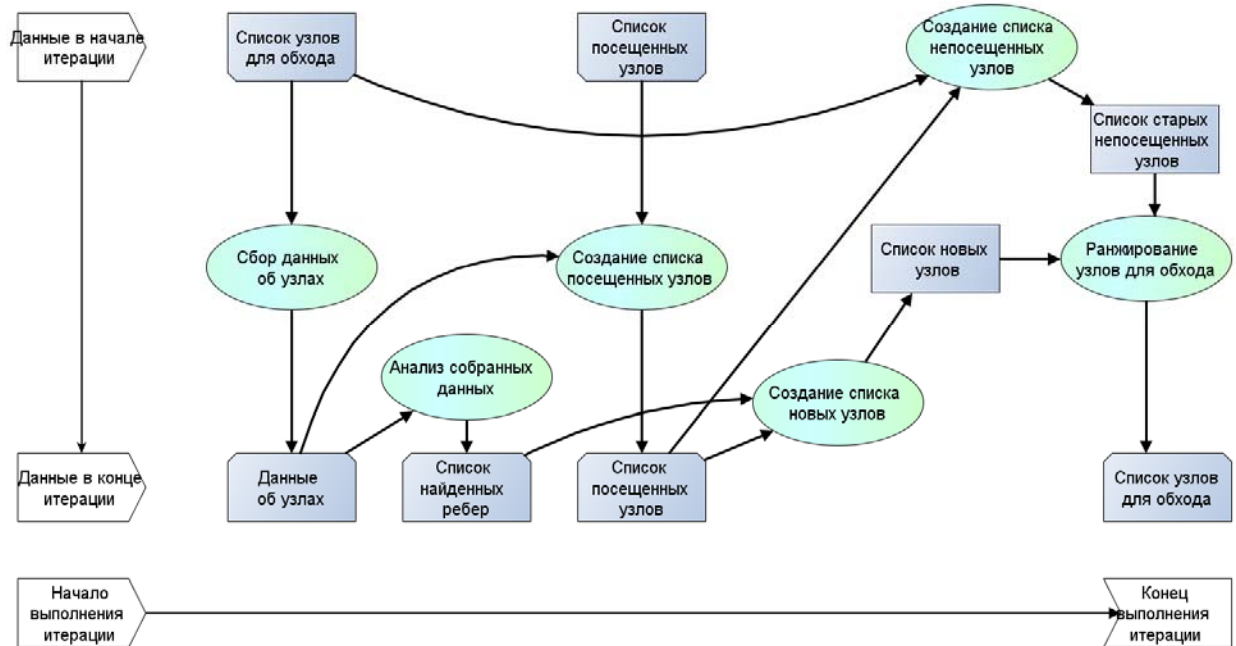 Данные в начале
итерации
Список узлов
для обхода
Список
посещенных
узлов
Создание списка
непосещенных
узлов
Список старых
непосещенных
узлов
Сбор данных
об узлах
Создание списка
посещенных узлов
Список новых
узлов
Ранжирование
узлов для обхода
Анализ собранных
данных
Создание списка
новых узлов
Данные в конце
итерации
Данные
об узлах
Список
найденных
ребер
Список
посещенных
узлов
Список узлов
для обхода
Начало
выполнения
итерации
Конец
выполнения
итерации